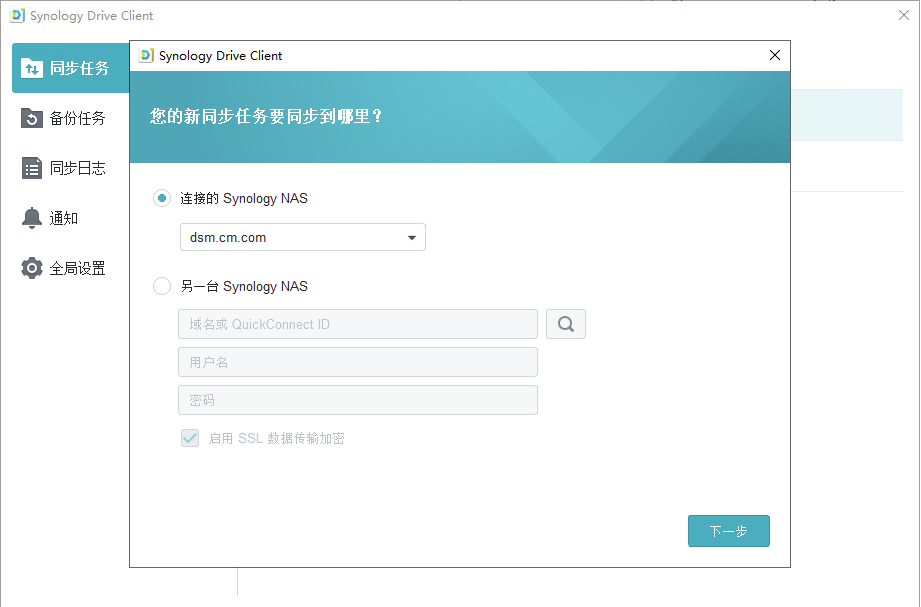 Synology Drive Client
同步任务
备份任务
同步日志
通知
全局设置
Synology Drive Client
您的新同步任务要同步到哪里？
连接的 Synology NAS
dsm.cm.com
另一台 Synology NAS
域名或 QuickConnect ID
用户名
密码
启用 SSL 数据传输加密
下一步